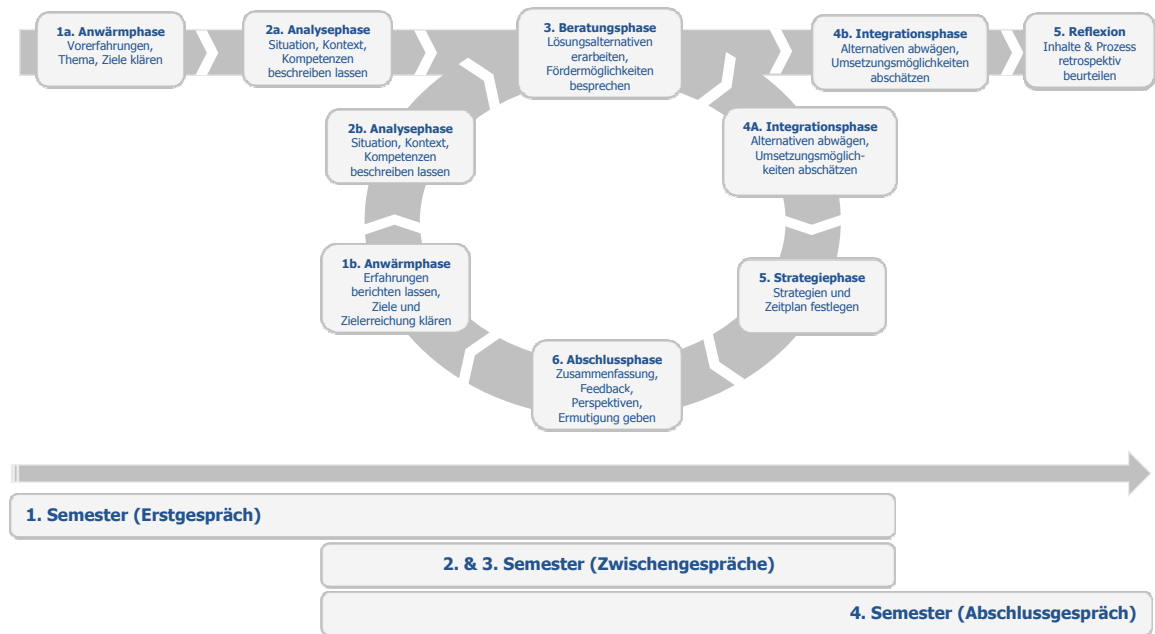 1a. Anwärmphase
Vorerfahrungen,
Thema, Ziele klären
2a. Analysephase
Situation, Kontext,
Kompetenzen
beschreiben lassen
3. Beratungsphase
Lösungsalternativen
erarbeiten,
Fördermöglichkeiten
besprechen
4b. Integrationsphase
Alternativen abwägen,
Umsetzungsmöglichkeiten
abschätzen
5. Reflexion
Inhalte & Prozess
retrospektiv
beurteilen
2b. Analysephase
Situation, Kontext,
Kompetenzen
beschreiben lassen
4A. Integrationsphase
Alternativen abwägen,
Umsetzungsmöglich-
keiten abschätzen
1b. Anwärmphase
Erfahrungen
berichten lassen,
Ziele und
Zielerreichung klären
5. Strategiephase
Strategien und
Zeitplan festlegen
6. Abschlussphase
Zusammenfassung,
Feedback,
Perspektiven,
Ermutigung geben
1. Semester (Erstgespräch)
2. & 3. Semester (Zwischengespräche)
4. Semester (Abschlussgespräch)